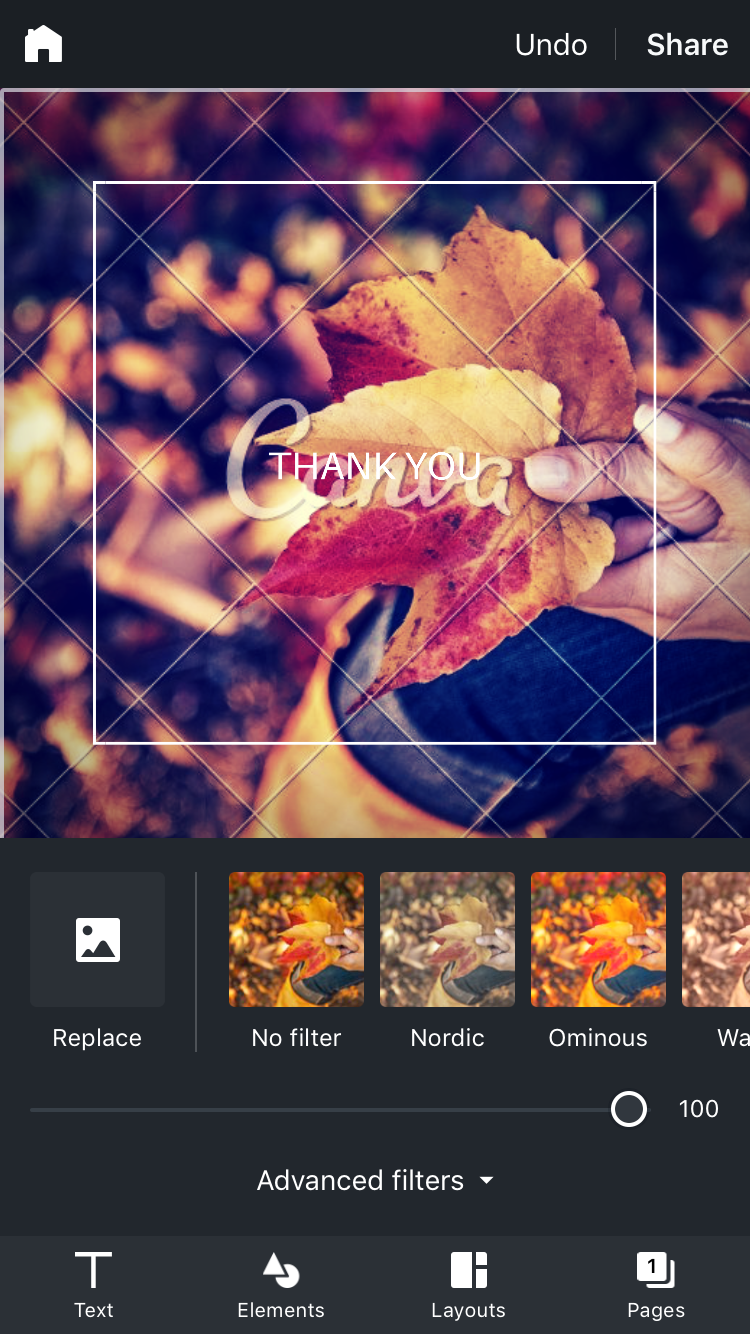 Undo
Share
Canva
THANK YOU
Replace
No filter
Nordic
Ominous
Wa
100
Advanced filters
1
Text
Elements
Layouts
Pages